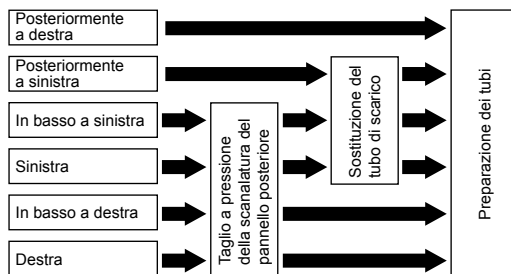 Posteriormente
a destra
Posteriormente
a sinistra
In basso a sinistra
Sinistra
In basso a destra
Destra
Taglio a pressione
della scanalatura del
pannello posteriore
Sostituzione del
tubo di scarico
Preparazione dei tubi